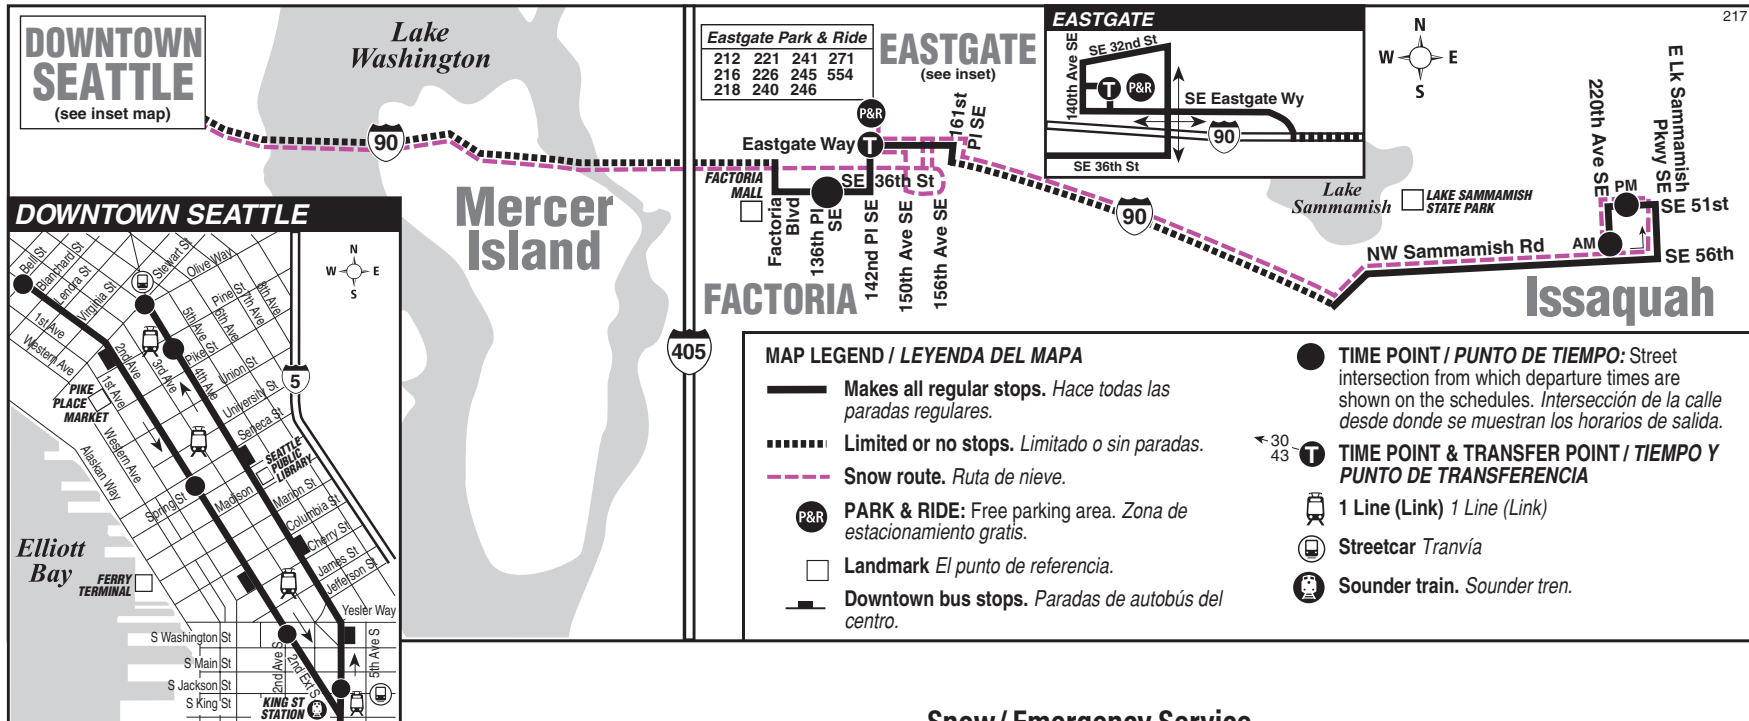 217
DOWNTOWN
SEATTLE
(see inset map)
Lake
Washington
90
Mercer
Island
405
Eastgate Park & Ride
212 221 241 271
216 226 245 554
218 240 246
P&R
EASTGATE
(see inset)
Eastgate Way
T
161st
Pl SE
FACTORIA
MALL
SE 36th St
Factoria
Blvd
136th Pl
SE
142nd Pl SE
150th Ave SE
156th Ave SE
FACTORIA
EASTGATE
SE 32nd St
140th Ave SE
T
P&R
SE Eastgate Wy
90
SE 36th St
N
W E
S
Lake
Sammamish
LAKE SAMMAMISH
STATE PARK
90
220th Ave SE
E Lk Sammamish
Pkwy SE
PM
SE 51st
AM
NW Sammamish Rd
SE 56th
Issaquah
DOWNTOWN SEATTLE
N
W E
S
Bell St
Blanchard St
Lenora St
Virginia St
Stewart St
Olive Way
Pine St
Pike St
Union St
University St
Seneca St
Spring St
Madison
Marion St
Columbia St
Cherry St
James St
Jefferson St
Yesler Way
1st Ave
Western Ave
2nd Ave
1st Ave
3rd Ave
4th Ave
5th Ave
6th Ave
7th Ave
8th Ave
5
PIKE
PLACE
MARKET
Western Ave
Alaskan Way
SEATTLE
PUBLIC
LIBRARY
Elliott
Bay
FERRY
TERMINAL
S Washington St
S Main St
S Jackson St
S King St
2nd Ave S
2nd Ext S
5th Ave S
KING ST
STATION
MAP LEGEND / LEYENDA DEL MAPA
Makes all regular stops. Hace todas las
paradas regulares.
Limited or no stops. Limitado o sin paradas.
Snow route. Ruta de nieve.
P&R
PARK & RIDE: Free parking area. Zona de
estacionamiento gratis.
Landmark El punto de referencia.
Downtown bus stops. Paradas de autobús del
centro.
TIME POINT / PUNTO DE TIEMPO: Street
intersection from which departure times are
shown on the schedules. Intersección de la calle
desde donde se muestran los horarios de salida.
30
43
T
TIME POINT & TRANSFER POINT / TIEMPO Y
PUNTO DE TRANSFERENCIA
1 Line (Link) 1 Line (Link)
Streetcar Tranvía
Sounder train. Sounder tren.
Snow / Emergency Service